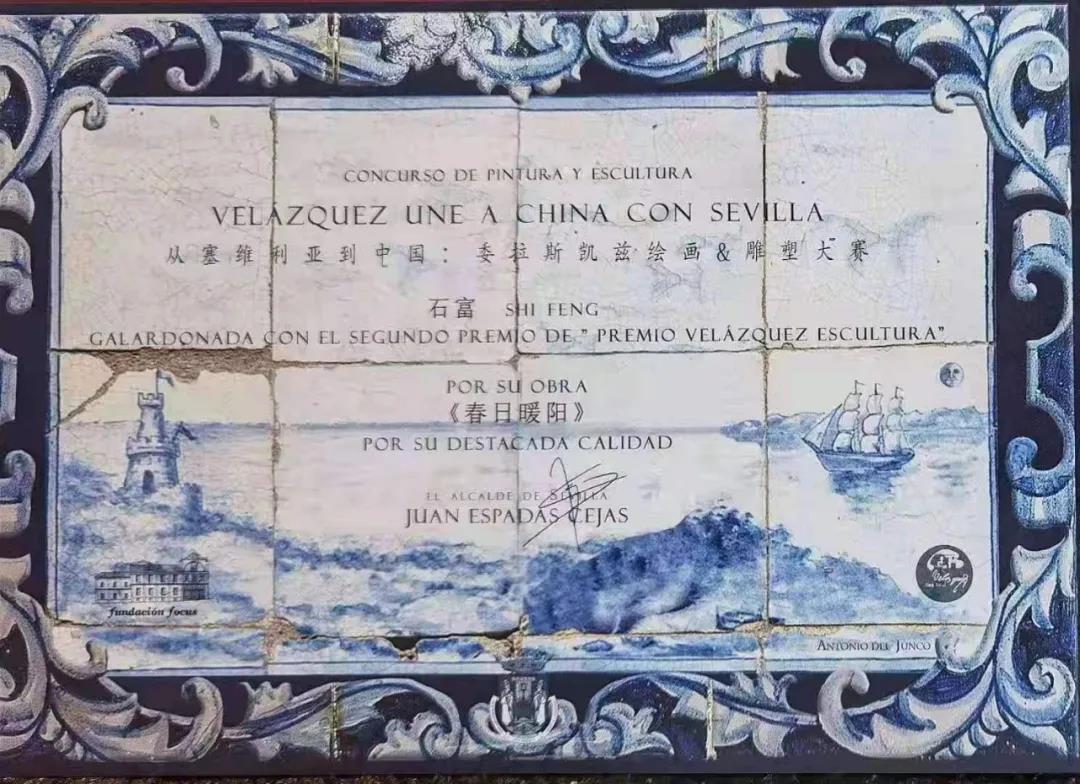 CONCURSO DE PINTURA Y ESCULTURA
VELÁZQUEZ UNE A CHINA CON SEVILLA
从塞维利亚到中国：委拉斯凯兹绘画&雕塑大赛
石富 SHI FENG
GALARDONADA CON EL SEGUNDO PREMIO DE " PREMIO VELÁZQUEZ ESCULTURA"
POR SU OBRA
《春日暖阳》
POR SU DESTACADA CALIDAD
EL ALCALDE DE SEVILLA
JUAN ESPADAS CEJAS
fundación focus
ANTONIO DEL JUNCO